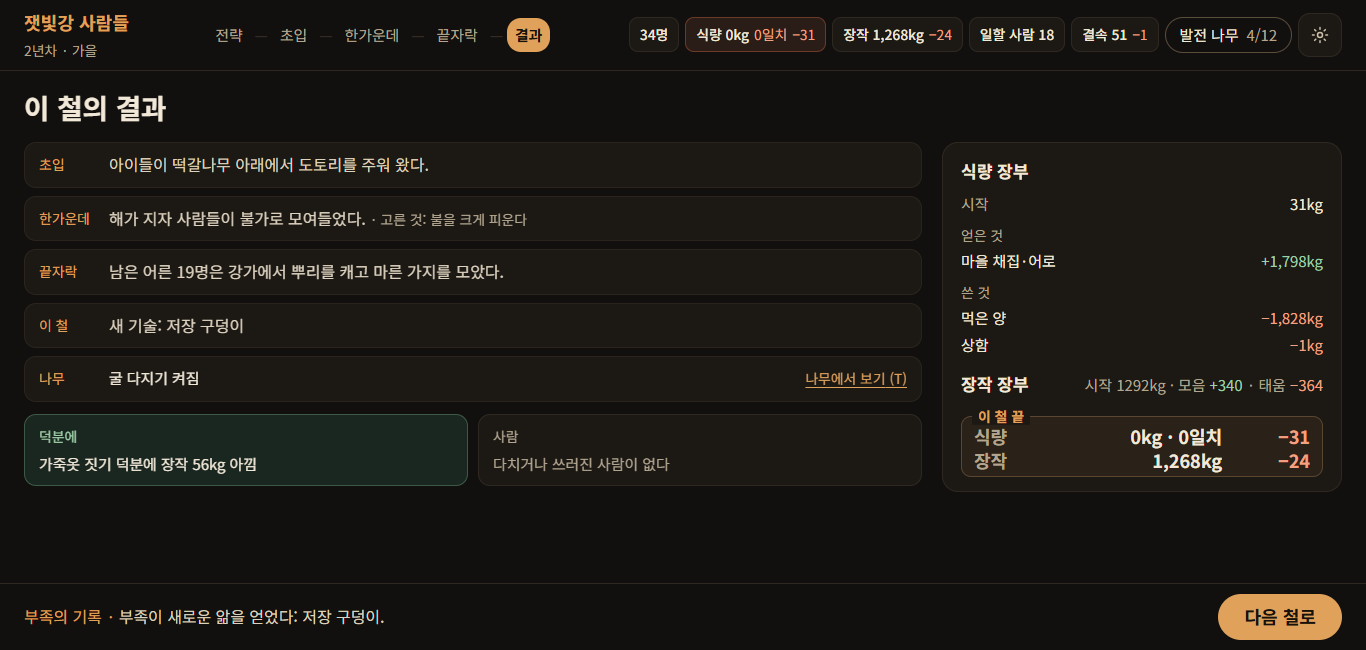 잿빛강 사람들
2년차 · 가을
전략 — 초입 — 한가운데 — 끝자락 — 결과
34명
식량 0kg 0일치 −31
장작 1,268kg −24
일할 사람 18
결속 51 −1
발전 나무 4/12
이 철의 결과
초입 아이들이 떡갈나무 아래에서 도토리를 주워 왔다.
한가운데 해가 지자 사람들이 불가로 모여들었다. · 고른 것: 불을 크게 피운다
끝자락 남은 어른 19명은 강가에서 뿌리를 캐고 마른 가지를 모았다.
이 철 새 기술: 저장 구덩이
나무 굴 다지기 켜짐 나무에서 보기 (T)
덕분에
가죽옷 짓기 덕분에 장작 56kg 아낌
사람
다치거나 쓰러진 사람이 없다
식량 장부
시작 31kg
얻은 것
마을 채집·어로 +1,798kg
쓴 것
먹은 양 −1,828kg
상함 −1kg
장작 장부 시작 1292kg · 모음 +340 · 태움 −364
이 철 끝
식량 0kg · 0일치 −31
장작 1,268kg −24
부족의 기록 · 부족이 새로운 앎을 얻었다: 저장 구덩이.
다음 철로